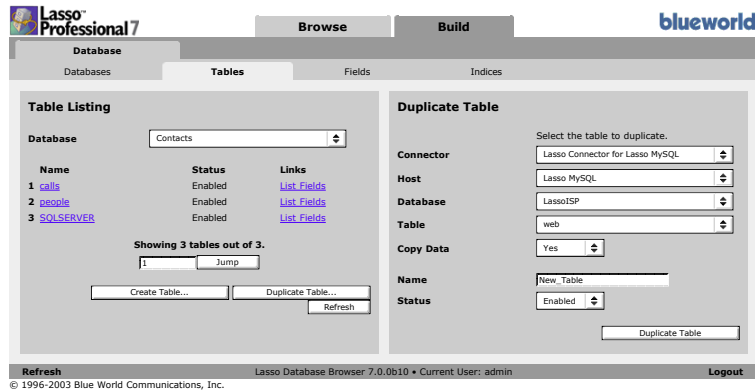 Lasso™
Professional 7
Browse
Build
blueworld
Database
Databases
Tables
Fields
Indices
Table Listing
Database
Contacts
Name Status Links
1 calls Enabled List Fields
2 people Enabled List Fields
3 SQLSERVER Enabled List Fields
Showing 3 tables out of 3.
1 Jump
Create Table... Duplicate Table...
Refresh
Duplicate Table
Select the table to duplicate.
Connector Lasso Connector for Lasso MySQL
Host Lasso MySQL
Database LassoISP
Table web
Copy Data Yes
Name New_Table
Status Enabled
Duplicate Table
Refresh Lasso Database Browser 7.0.0b10 • Current User: admin Logout
© 1996-2003 Blue World Communications, Inc.